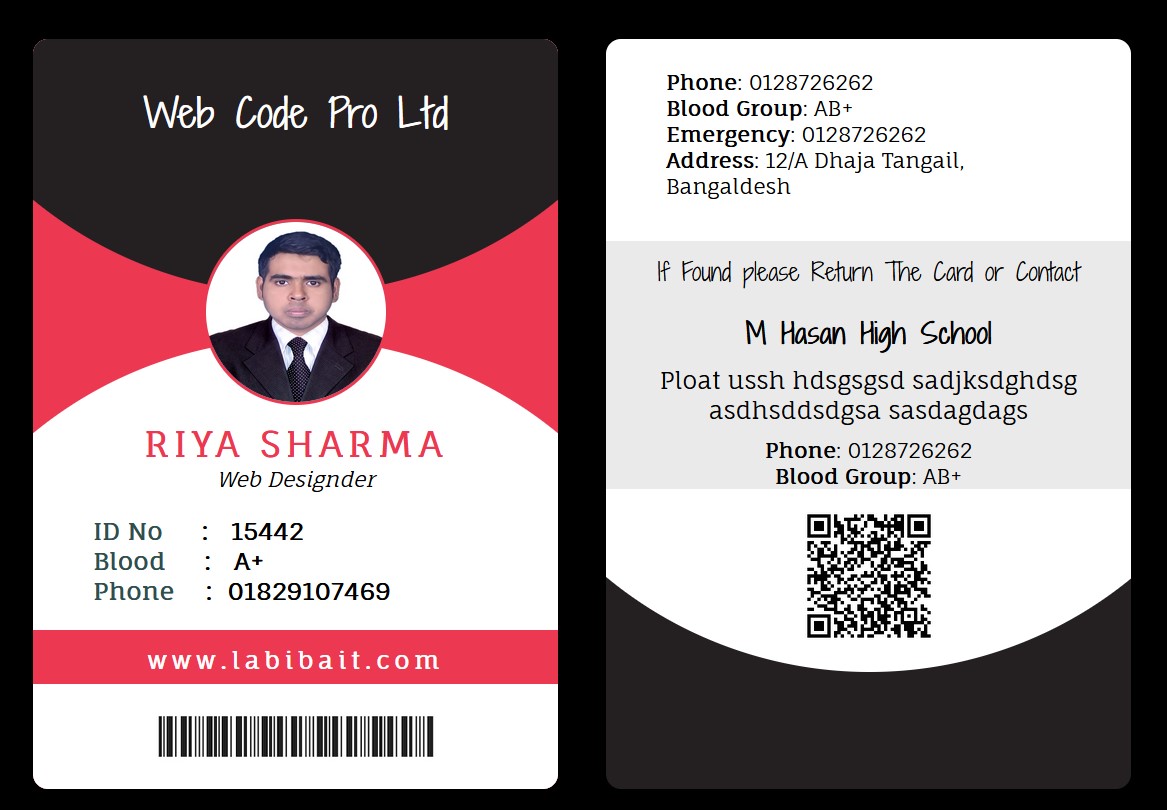 Web Code Pro Ltd
RIYA SHARMA
Web Designder
ID No : 15442
Blood : A+
Phone : 01829107469
www.labibait.com
Phone: 0128726262
Blood Group: AB+
Emergency: 0128726262
Address: 12/A Dhaja Tangail,
Bangaldesh
If Found please Return The Card or Contact
M Hasan High School
Ploat ussh hdsgsgsd sadjksdghdsg
asdhsddsdgsa sasdagdags
Phone: 0128726262
Blood Group: AB+